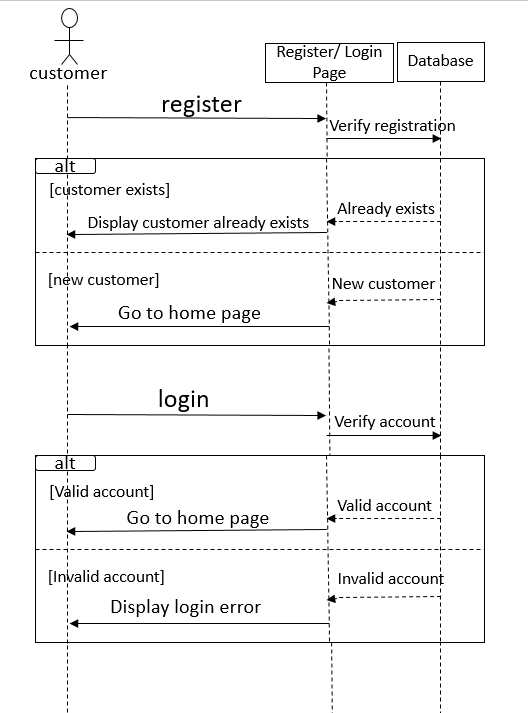 Register/ Login
Page
Database
customer
register
Verify registration
alt
[customer exists]
Already exists
Display customer already exists
[new customer]
New customer
Go to home page
login
Verify account
alt
[Valid account]
Valid account
Go to home page
[Invalid account]
Invalid account
Display login error